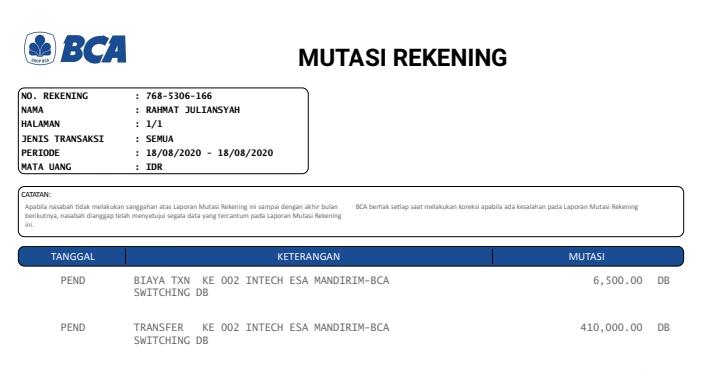 BCA
MUTASI REKENING
NO. REKENING : 768-5306-166
NAMA : RAHMAT JULIANSYAH
HALAMAN : 1/1
JENIS TRANSAKSI : SEMUA
PERIODE : 18/08/2020 - 18/08/2020
MATA UANG : IDR
CATATAN:
Apabila nasabah tidak melakukan sanggahan atas Laporan Mutasi Rekening ini sampai dengan akhir bulan
berikutnya, nasabah dianggap telah menyetujui segala data yang tercantum pada Laporan Mutasi Rekening
ini.
BCA berhak setiap saat melakukan koreksi apabila ada kesalahan pada Laporan Mutasi Rekening
TANGGAL KETERANGAN MUTASI
PEND BIAYA TXN KE 002 INTECH ESA MANDIRIM-BCA 6,500.00 DB
SWITCHING DB
PEND TRANSFER KE 002 INTECH ESA MANDIRIM-BCA 410,000.00 DB
SWITCHING DB